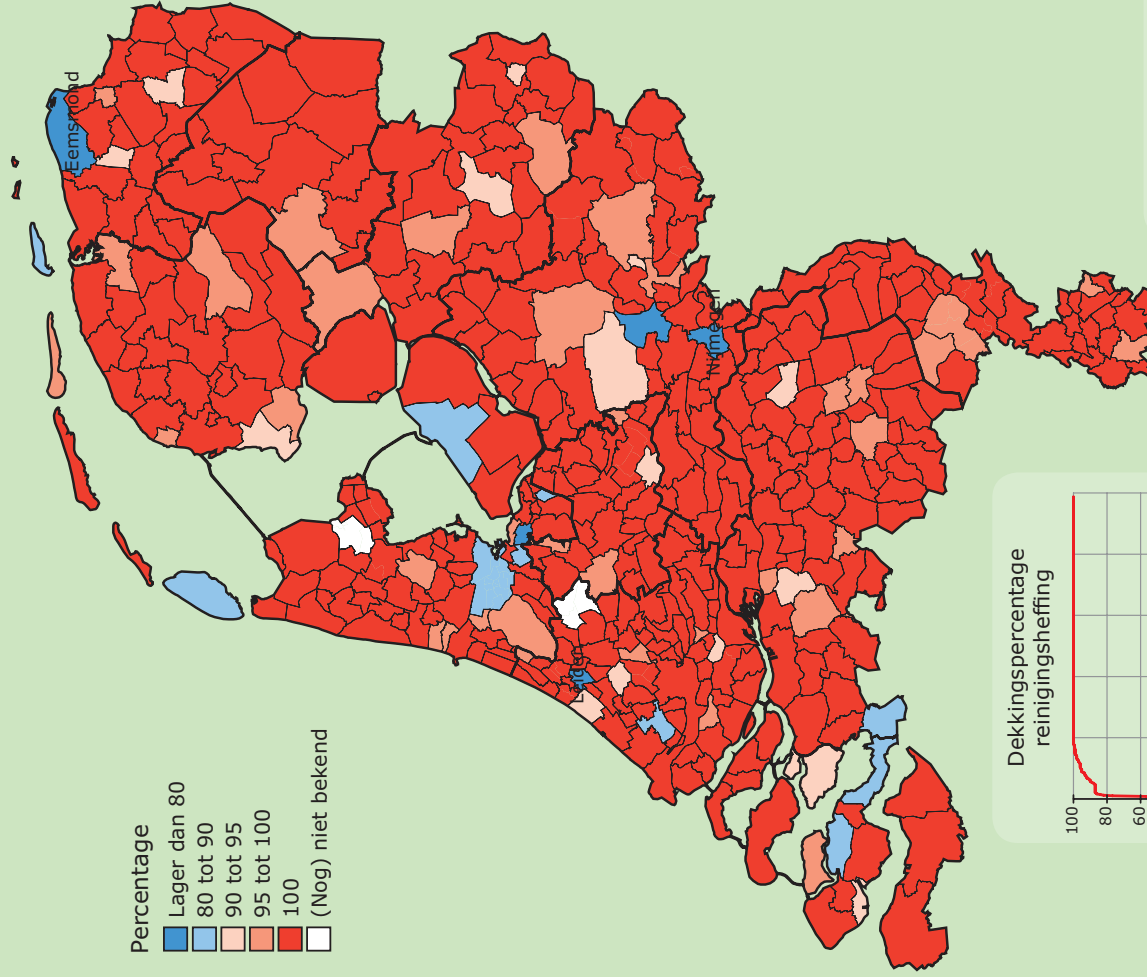 Eemsmond
Nijmegen
Leiden
Percentage
Lager dan 80
80 tot 90
90 tot 95
95 tot 100
100
(Nog) niet bekend
Dekkingspercentage
reinigingsheffing
100
80
60